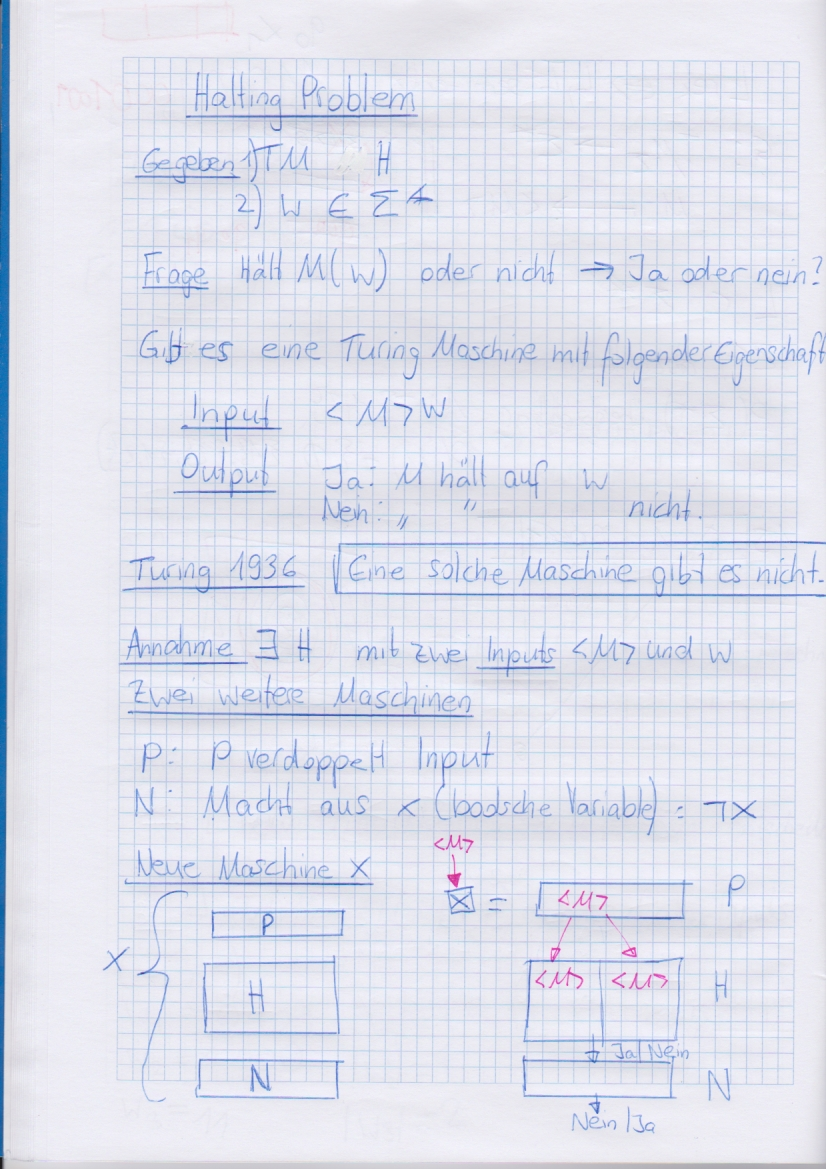 Halting Problem
Gegeben 1) TM H
2) W ∈ Σ*
Frage Hält M(W) oder nicht → Ja oder nein?
Gibt es eine Turing Maschine mit folgender Eigenschaft
Input <M> W
Output Ja: M hält auf W
Nein: „ „ nicht.
Turing 1936 Eine solche Maschine gibt es nicht.
Annahme ∃ H mit zwei Inputs <M> und W
Zwei weitere Maschinen
P: P verdoppelt Input
N: Macht aus x (boolsche Variable) = ¬X
<M>
Neue Maschine X
X = <M> P
P
X
H
<M> <M> H
Ja/Nein
N
N
Nein/Ja